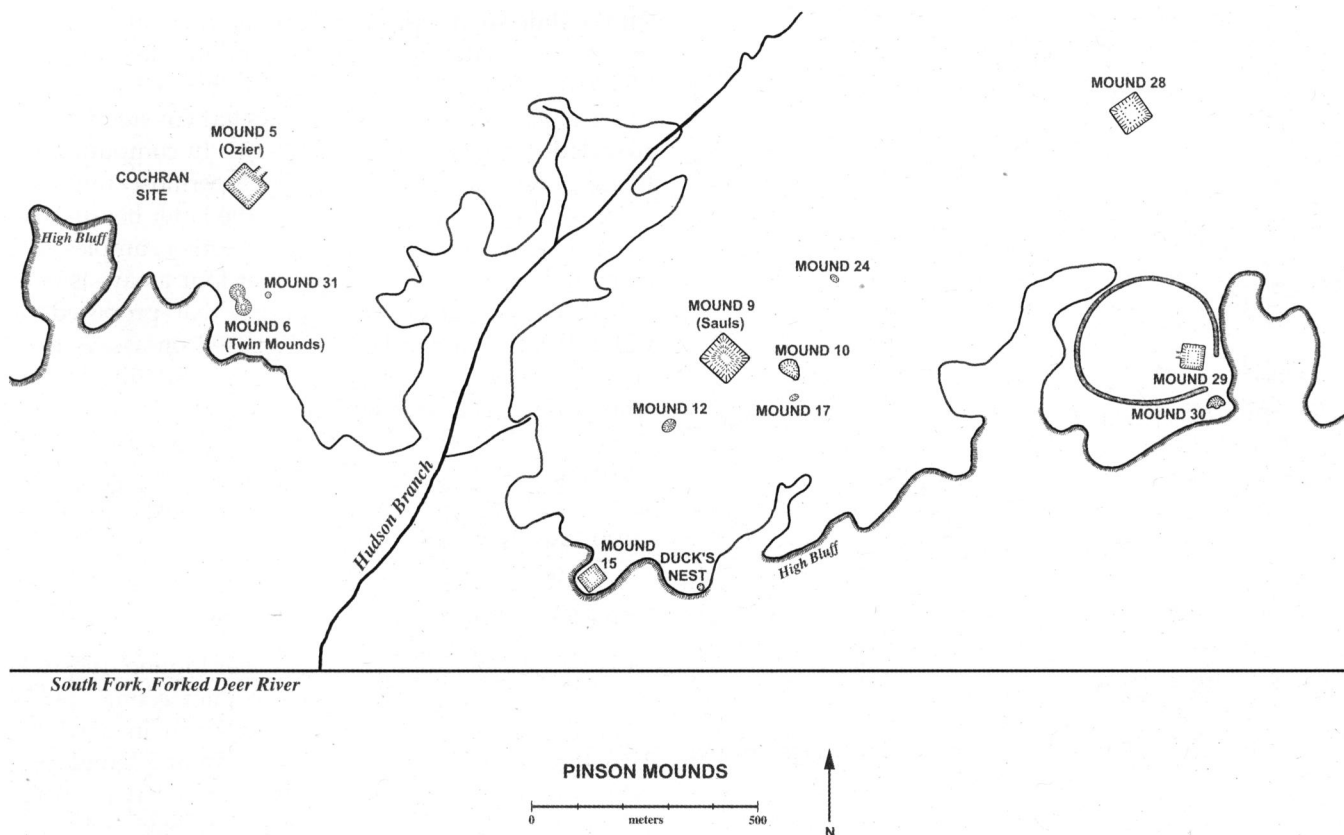 MOUND 28
MOUND 5
(Ozier)
COCHRAN
SITE
High Bluff
MOUND 31
MOUND 24
MOUND 6
(Twin Mounds)
MOUND 9
(Sauls)
MOUND 10
MOUND 29
MOUND 12
MOUND 17
MOUND 30
Hudson Branch
MOUND
15
DUCK'S
NEST
High Bluff
South Fork, Forked Deer River
PINSON MOUNDS
0 meters 500
N